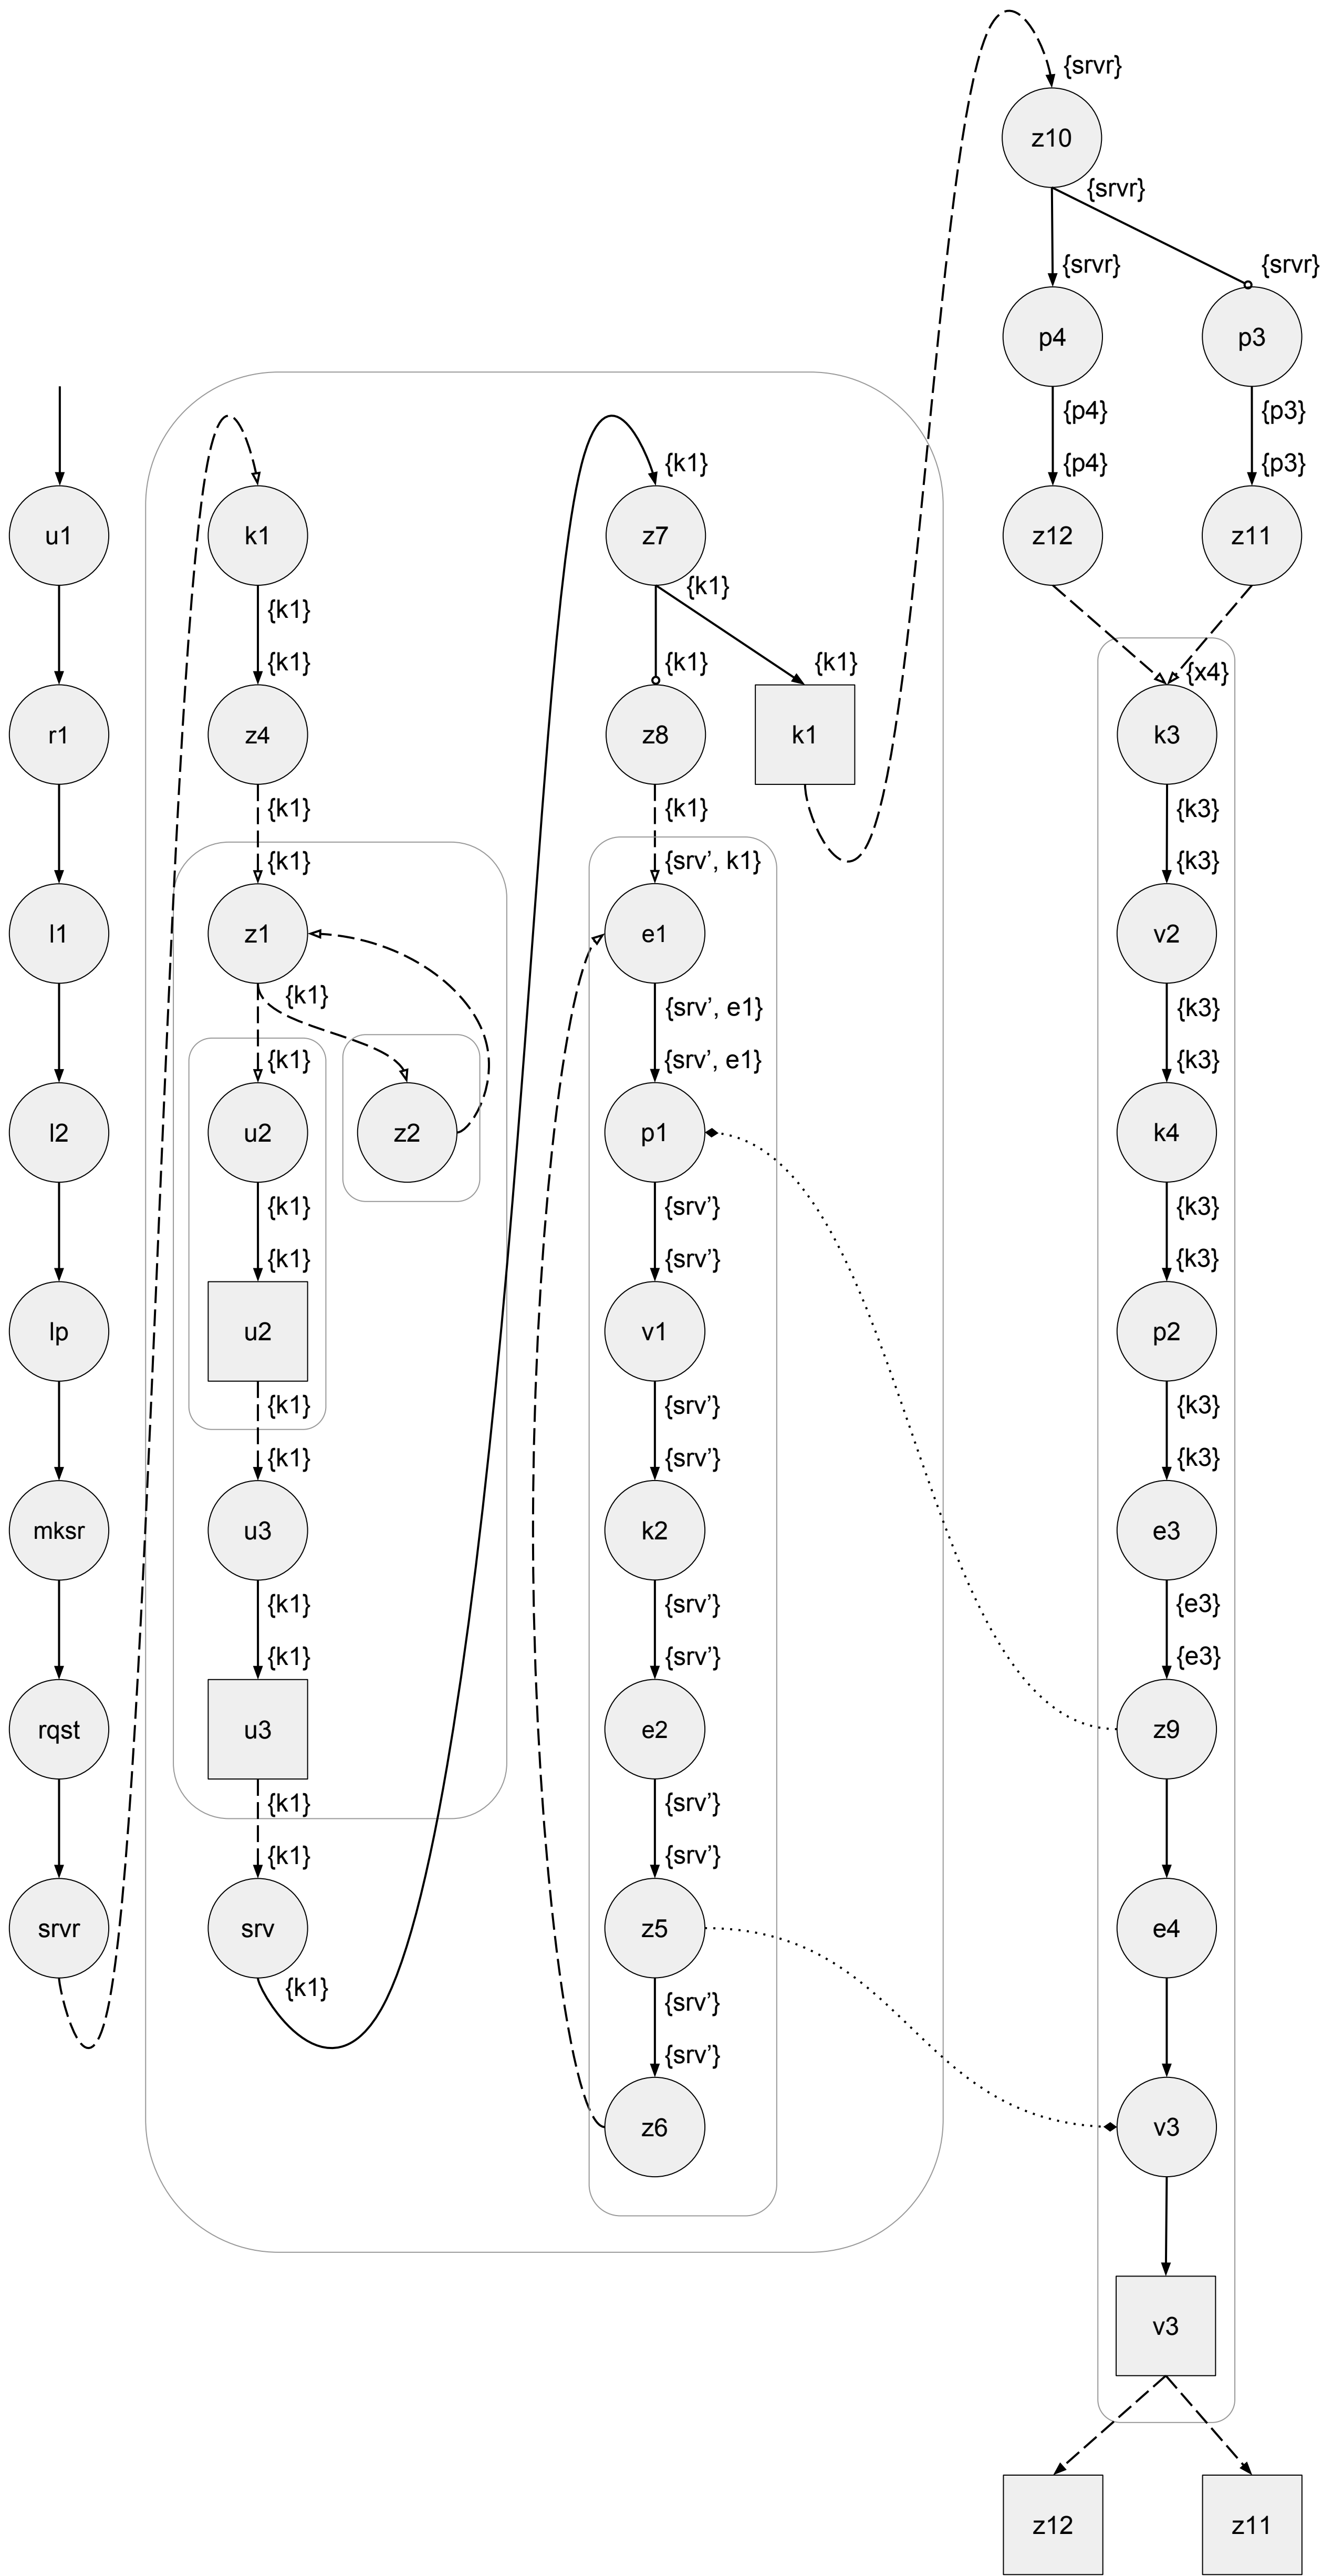 {srvr}
z10
{srvr}
{srvr}
{srvr}
p4
p3
{p4}
{p3}
{p4}
{p3}
z12
z11
u1
r1
l1
l2
lp
mksr
rqst
srvr
k1
{k1}
{k1}
z4
{k1}
{k1}
z1
{k1}
{k1}
u2
z2
{k1}
{k1}
u2
{k1}
{k1}
u3
{k1}
{k1}
u3
{k1}
{k1}
srv
{k1}
{k1}
z7
{k1}
{k1}
{k1}
z8
k1
{k1}
{srv’, k1}
e1
{srv’, e1}
{srv’, e1}
p1
{srv’}
{srv’}
v1
{srv’}
{srv’}
k2
{srv’}
{srv’}
e2
{srv’}
{srv’}
z5
{srv’}
{srv’}
z6
{x4}
k3
{k3}
{k3}
v2
{k3}
{k3}
k4
{k3}
{k3}
p2
{k3}
{k3}
e3
{e3}
{e3}
z9
e4
v3
v3
z12
z11